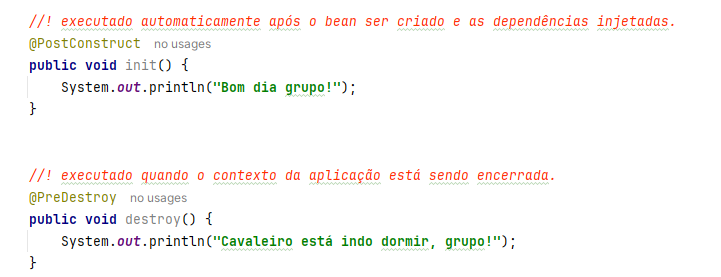 //! executado automaticamente após o bean ser criado e as dependências injetadas.
@PostConstruct no usages
public void init() {
System.out.println("Bom dia grupo!");
}
//! executado quando o contexto da aplicação está sendo encerrada.
@PreDestroy no usages
public void destroy() {
System.out.println("Cavaleiro está indo dormir, grupo!");
}